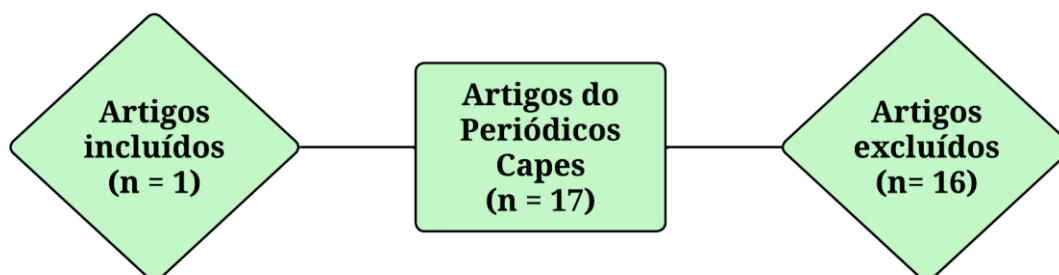 Artigos
incluídos
(n = 1)
Artigos do
Periódicos
Capes
(n = 17)
Artigos
excluídos
(n= 16)